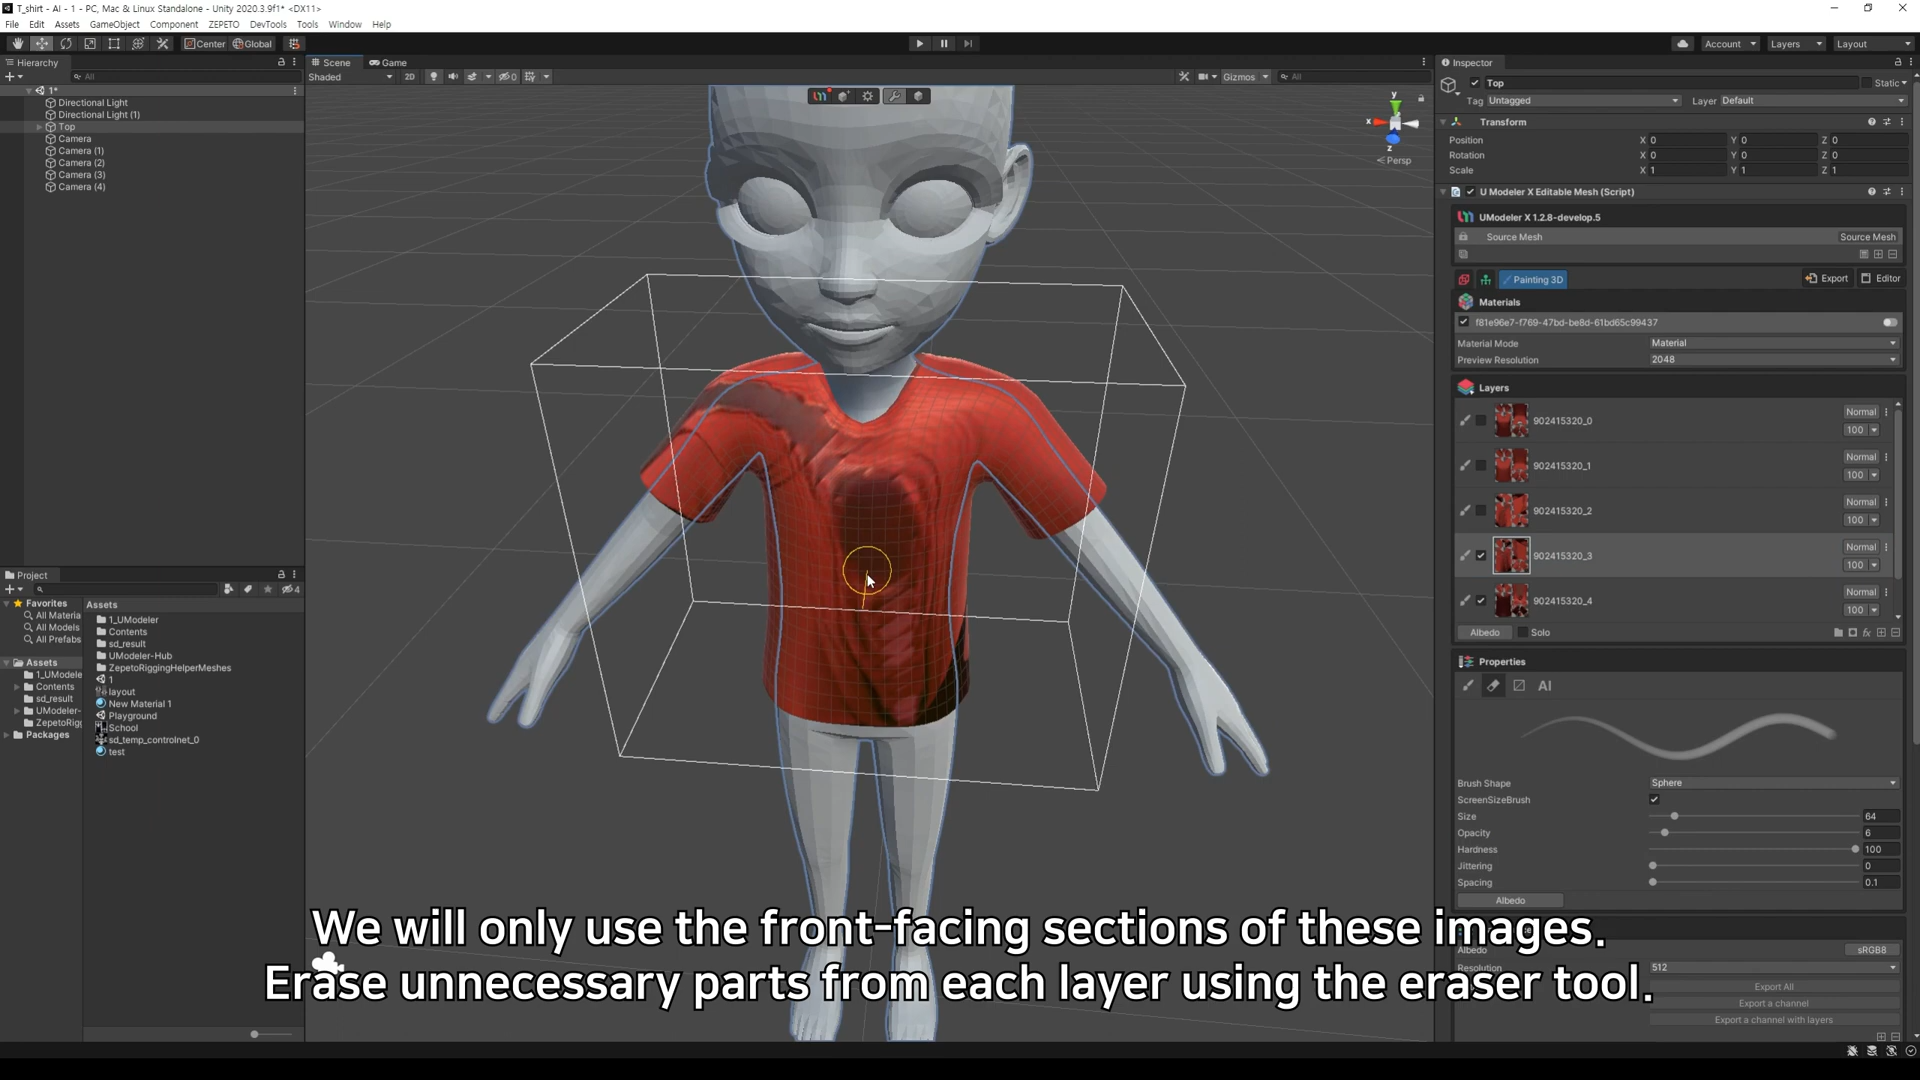 T_shirt - AI - 1 - PC, Mac & Linux Standalone - Unity 2020.3.9f1* <DX11>
File Edit Assets GameObject Component ZEPETO DevTools Tools Window Help
Center Global Account Layers Layout
Hierarchy
All
1*
Directional Light
Directional Light (1)
Top
Camera
Camera (1)
Camera (2)
Camera (3)
Camera (4)
Scene Game
Shaded 2D 0 Gizmos All
y
x
z
Persp
Project
4
Favorites
All Materia
All Models
All Prefabs
Assets
1_UModele
Contents
sd_result
UModeler-
ZepetoRigg
Packages
Assets
1_UModeler
Contents
sd_result
UModeler-Hub
ZepetoRiggingHelperMeshes
1
layout
New Material 1
Playground
School
sd_temp_controlnet_0
test
Inspector
Top Static
Tag Untagged Layer Default
Transform
Position X 0 Y 0 Z 0
Rotation X 0 Y 0 Z 0
Scale X 1 Y 1 Z 1
U Modeler X Editable Mesh (Script)
UModeler X 1.2.8-develop.5
Source Mesh Source Mesh
Painting 3D Export Editor
Materials
f81e96e7-f769-47bd-be8d-61bd65c99437
Material Mode Material
Preview Resolution 2048
Layers
902415320_0 Normal 100
902415320_1 Normal 100
902415320_2 Normal 100
902415320_3 Normal 100
902415320_4 Normal 100
Albedo Solo fx
Properties
AI
Brush Shape Sphere
ScreenSizeBrush
Size 64
Opacity 6
Hardness 100
Jittering 0
Spacing 0.1
Albedo
Albedo sRGB8
Resolution 512
Export All
Export a channel
Export a channel with layers
We will only use the front-facing sections of these images.
Erase unnecessary parts from each layer using the eraser tool.